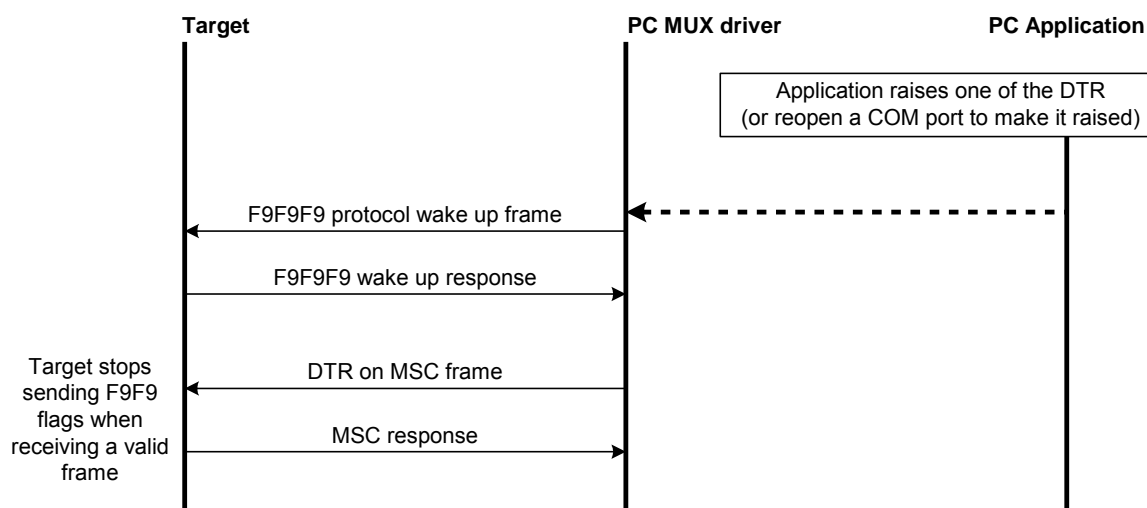 Target
PC MUX driver
PC Application
Application raises one of the DTR
(or reopen a COM port to make it raised)
F9F9F9 protocol wake up frame
F9F9F9 wake up response
Target stops
sending F9F9
flags when
receiving a valid
frame
DTR on MSC frame
MSC response